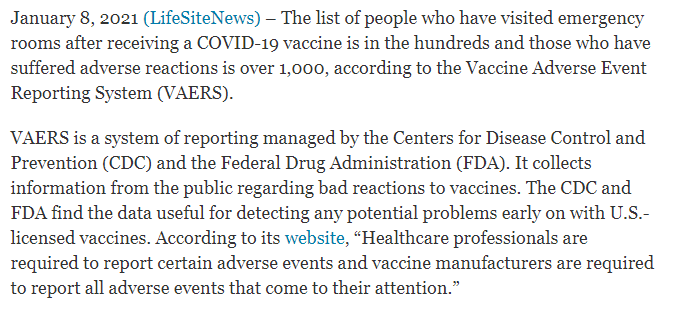 January 8, 2021 (LifeSiteNews) – The list of people who have visited emergency
rooms after receiving a COVID-19 vaccine is in the hundreds and those who have
suffered adverse reactions is over 1,000, according to the Vaccine Adverse Event
Reporting System (VAERS).
VAERS is a system of reporting managed by the Centers for Disease Control and
Prevention (CDC) and the Federal Drug Administration (FDA). It collects
information from the public regarding bad reactions to vaccines. The CDC and
FDA find the data useful for detecting any potential problems early on with U.S.-
licensed vaccines. According to its website, “Healthcare professionals are
required to report certain adverse events and vaccine manufacturers are required
to report all adverse events that come to their attention.”